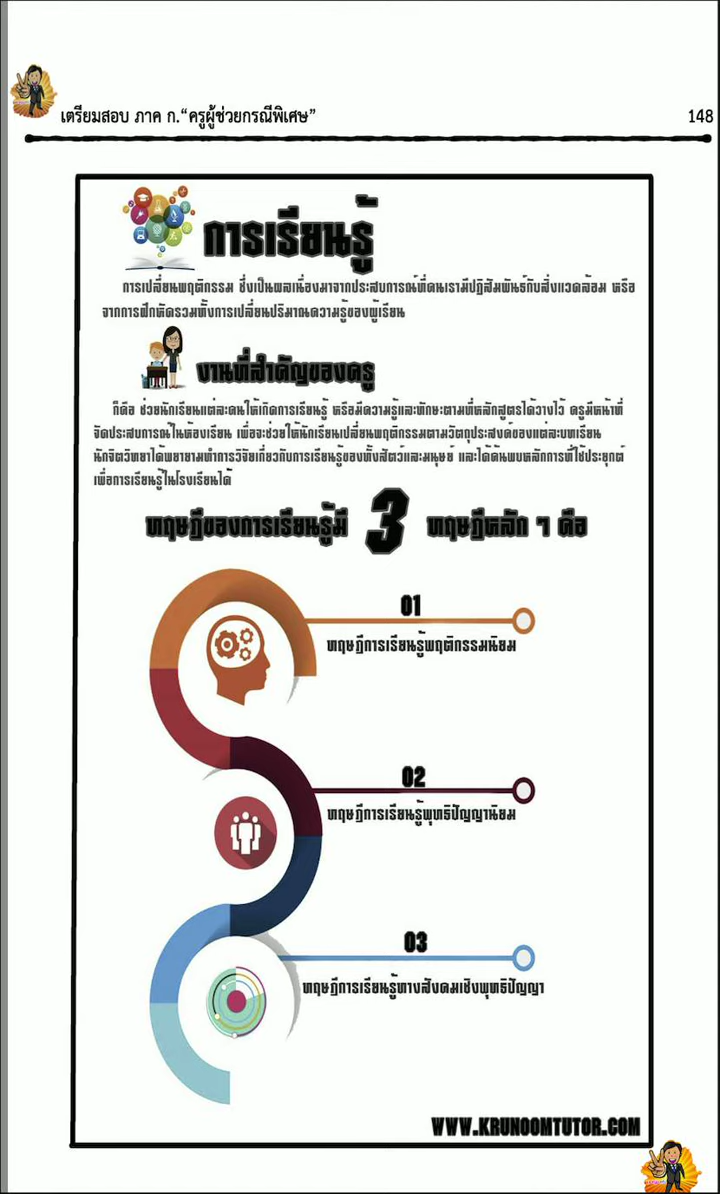 เตรียมสอบ ภาค ก.“ครูผู้ช่วยกรณีพิเศษ”
148
การเรียนรู้
การเปลี่ยนพฤติกรรม ซึ่งเป็นผลเนื่องมาจากประสบการณ์ที่คนเรามีปฏิสัมพันธ์กับสิ่งแวดล้อม หรือ
จากการฝึกหัดรวมทั้งการเปลี่ยนปริมาณความรู้ของผู้เรียน
งานที่สำคัญของครู
ก็คือ ช่วยนักเรียนแต่ละคนให้เกิดการเรียนรู้ หรือมีความรู้และทักษะตามที่หลักสูตรได้วางไว้ ครูมีหน้าที่
จัดประสบการณ์ในห้องเรียน เพื่อจะช่วยให้นักเรียนเปลี่ยนพฤติกรรมตามวัตถุประสงค์ของแต่ละบทเรียน
นักจิตวิทยาได้พยายามทำการวิจัยเกี่ยวกับการเรียนรู้ของทั้งสัตว์และมนุษย์ และได้ค้นพบหลักการที่ใช้ประยุกต์
เพื่อการเรียนรู้ในโรงเรียนได้
ทฤษฎีของการเรียนรู้มี 3 ทฤษฎีหลัก ๆ คือ
01
ทฤษฎีการเรียนรู้พฤติกรรมนิยม
02
ทฤษฎีการเรียนรู้พุทธิปัญญานิยม
03
ทฤษฎีการเรียนรู้ทางสังคมเชิงพุทธิปัญญา
WWW.KRUNOOMTUTOR.COM